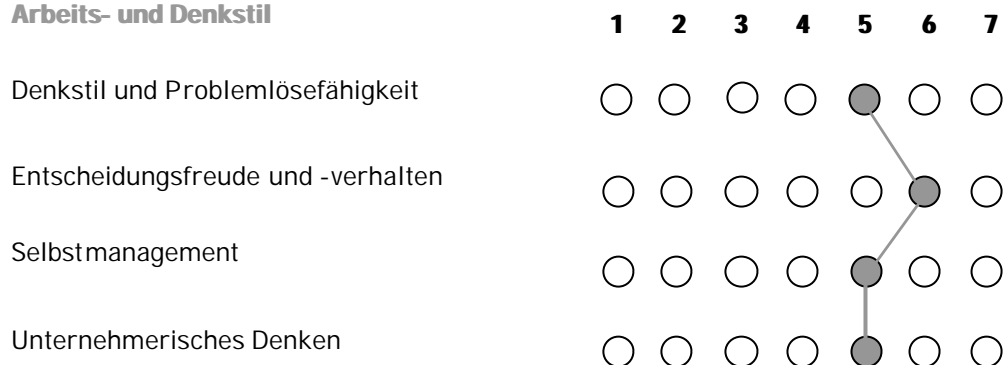 Arbeits- und Denkstil 1 2 3 4 5 6 7
Denkstil und Problemlösefähigkeit
Entscheidungsfreude und -verhalten
Selbstmanagement
Unternehmerisches Denken